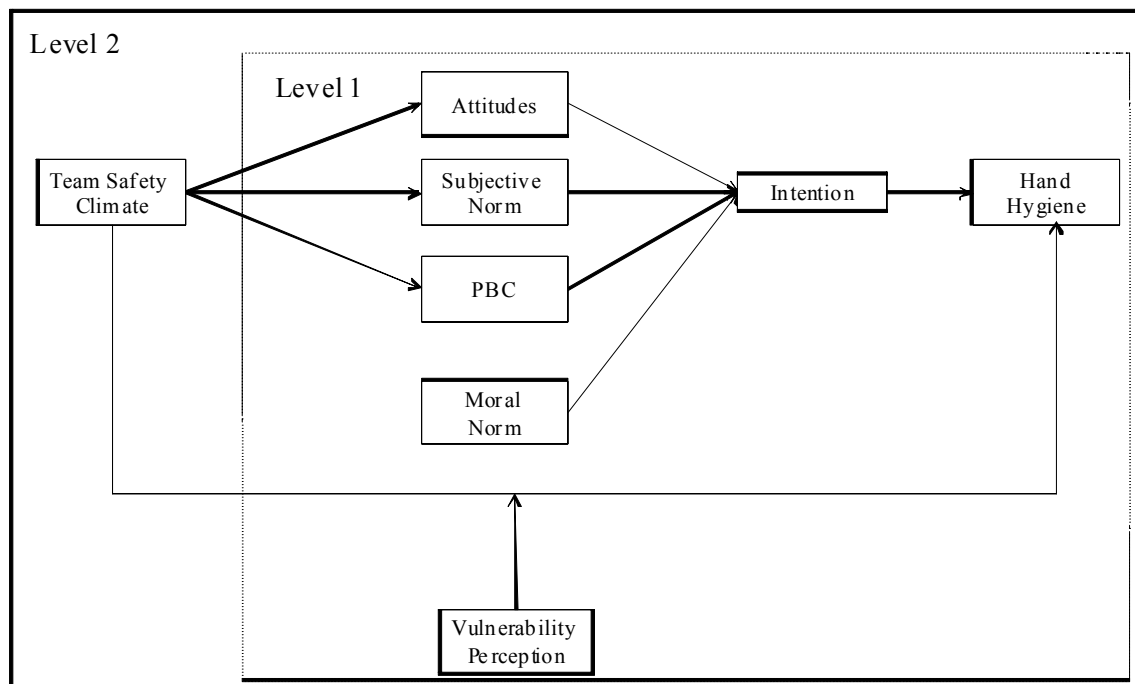 Level 2
Level 1
Attitudes
Team Safety
Climate
Subjective
Norm
Intention
Hand
Hygiene
PBC
Moral
Norm
Vulnerability
Perception